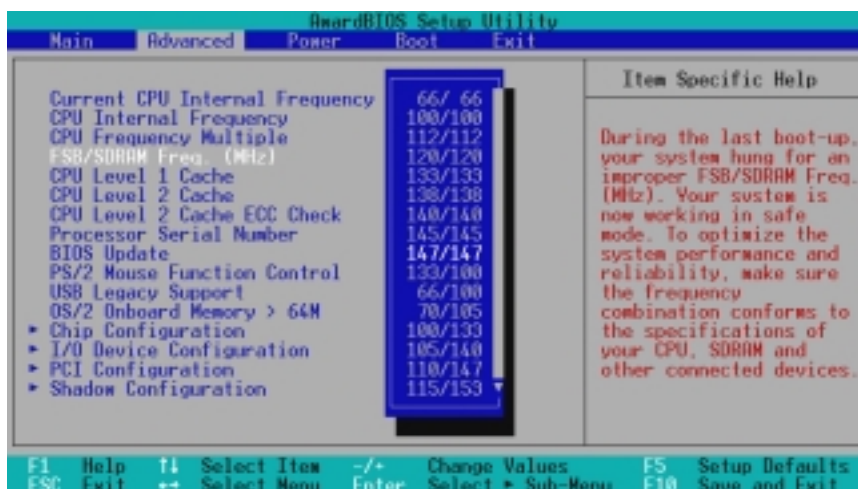 AwardBIOS Setup Utility
Main Advanced Power Boot Exit
Item Specific Help
Current CPU Internal Frequency
CPU Internal Frequency
CPU Frequency Multiple
FSB/SDRAM Freq. (MHz)
CPU Level 1 Cache
CPU Level 2 Cache
CPU Level 2 Cache ECC Check
Processor Serial Number
BIOS Update
PS/2 Mouse Function Control
USB Legacy Support
OS/2 Onboard Memory > 64M
Chip Configuration
I/O Device Configuration
PCI Configuration
Shadow Configuration
66/ 66
100/100
112/112
120/120
133/133
138/138
140/140
145/145
147/147
133/100
66/100
70/105
100/133
105/140
110/147
115/153
During the last boot-up,
your system hung for an
improper FSB/SDRAM Freq.
(MHz). Your system is
now working in safe
mode. To optimize the
system performance and
reliability, make sure
the frequency
combination conforms to
the specifications of
your CPU, SDRAM and
other connected devices.
F1 Help ↑↓ Select Item -/+ Change Values F5 Setup Defaults
ESC Exit ←→ Select Menu Enter Select ► Sub-Menu F10 Save and Exit